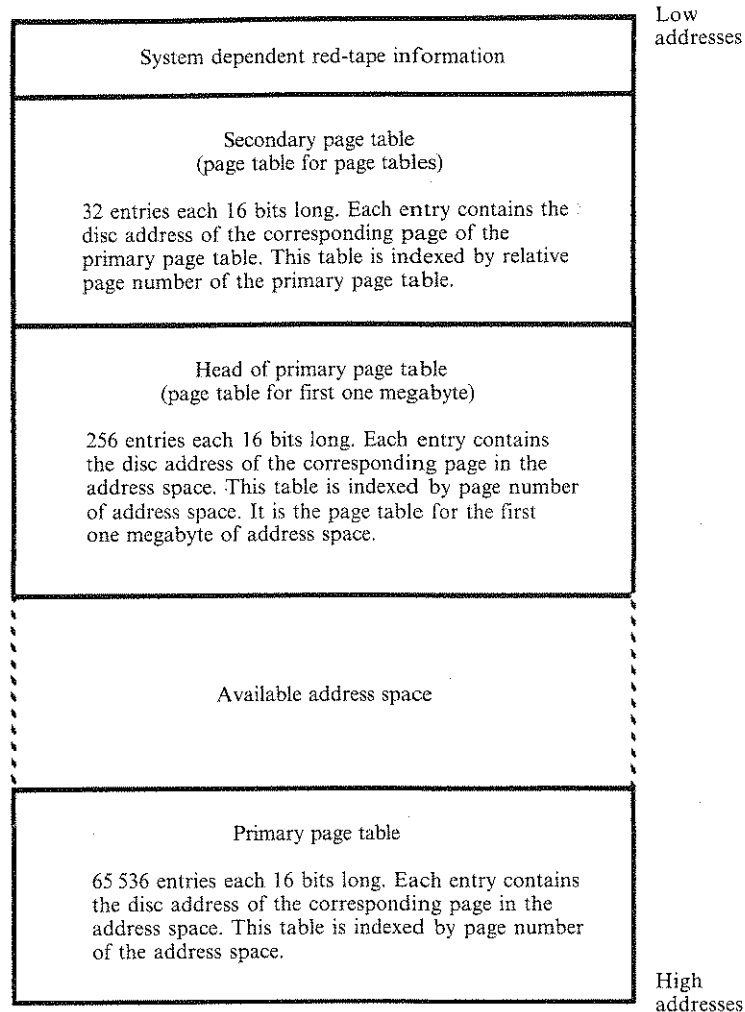 Low
addresses
System dependent red-tape information
Secondary page table
(page table for page tables)
32 entries each 16 bits long. Each entry contains the
disc address of the corresponding page of the
primary page table. This table is indexed by relative
page number of the primary page table.
Head of primary page table
(page table for first one megabyte)
256 entries each 16 bits long. Each entry contains
the disc address of the corresponding page in the
address space. This table is indexed by page number
of address space. It is the page table for the first
one megabyte of address space.
Available address space
Primary page table
65 536 entries each 16 bits long. Each entry contains
the disc address of the corresponding page in the
address space. This table is indexed by page number
of the address space.
High
addresses